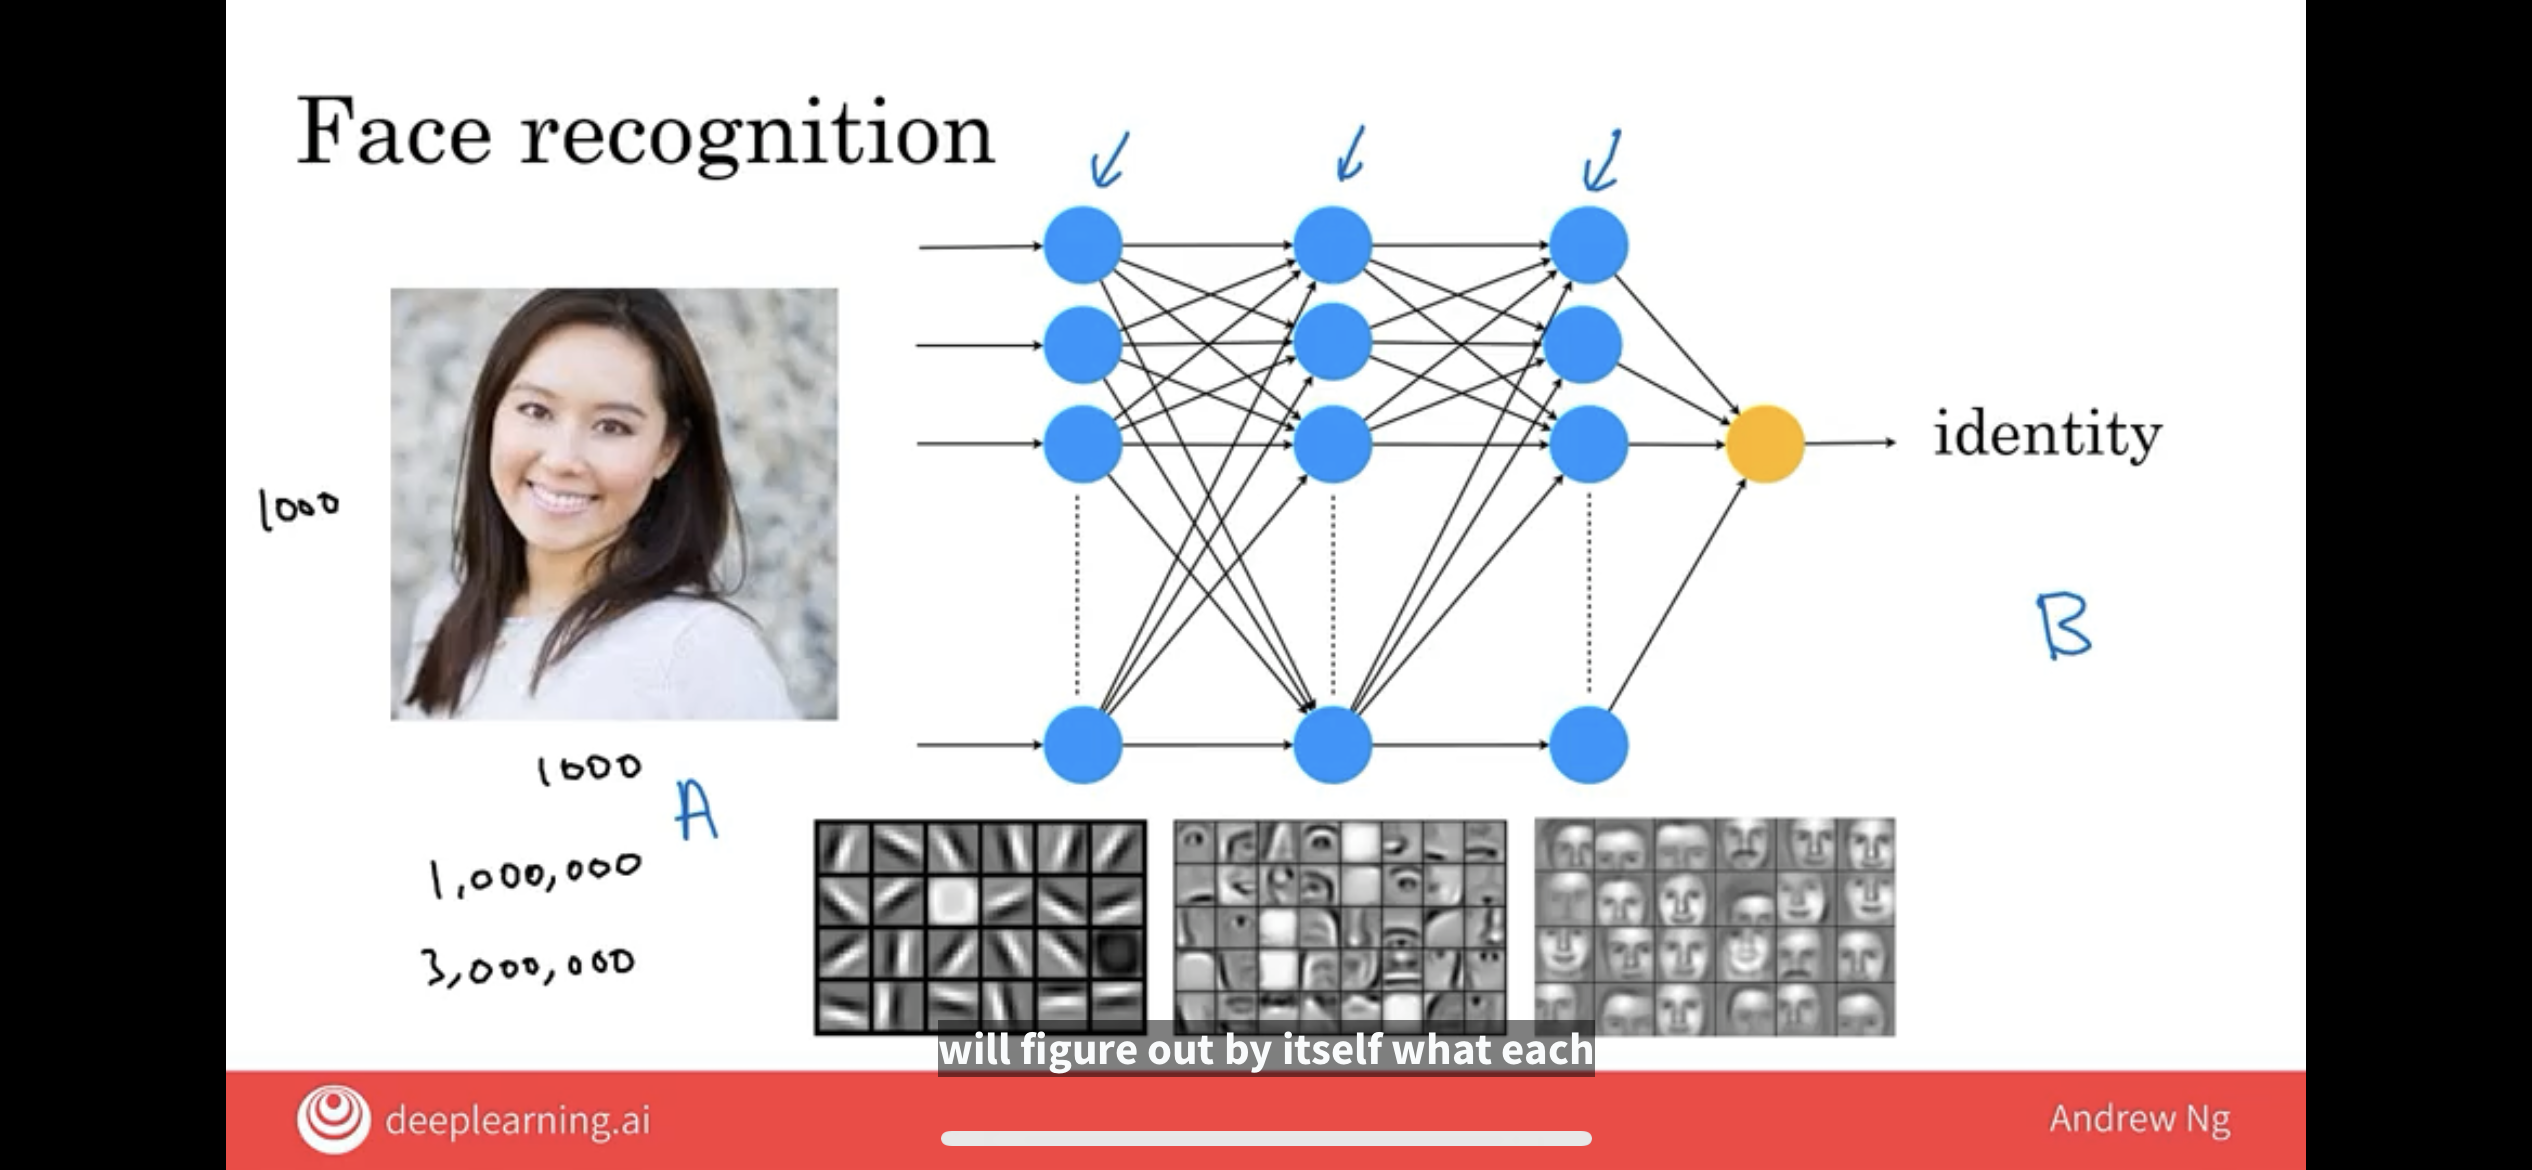 Face recognition
1000
identity
B
1000
A
1,000,000
3,000,000
will figure out by itself what each
deeplearning.ai
Andrew Ng